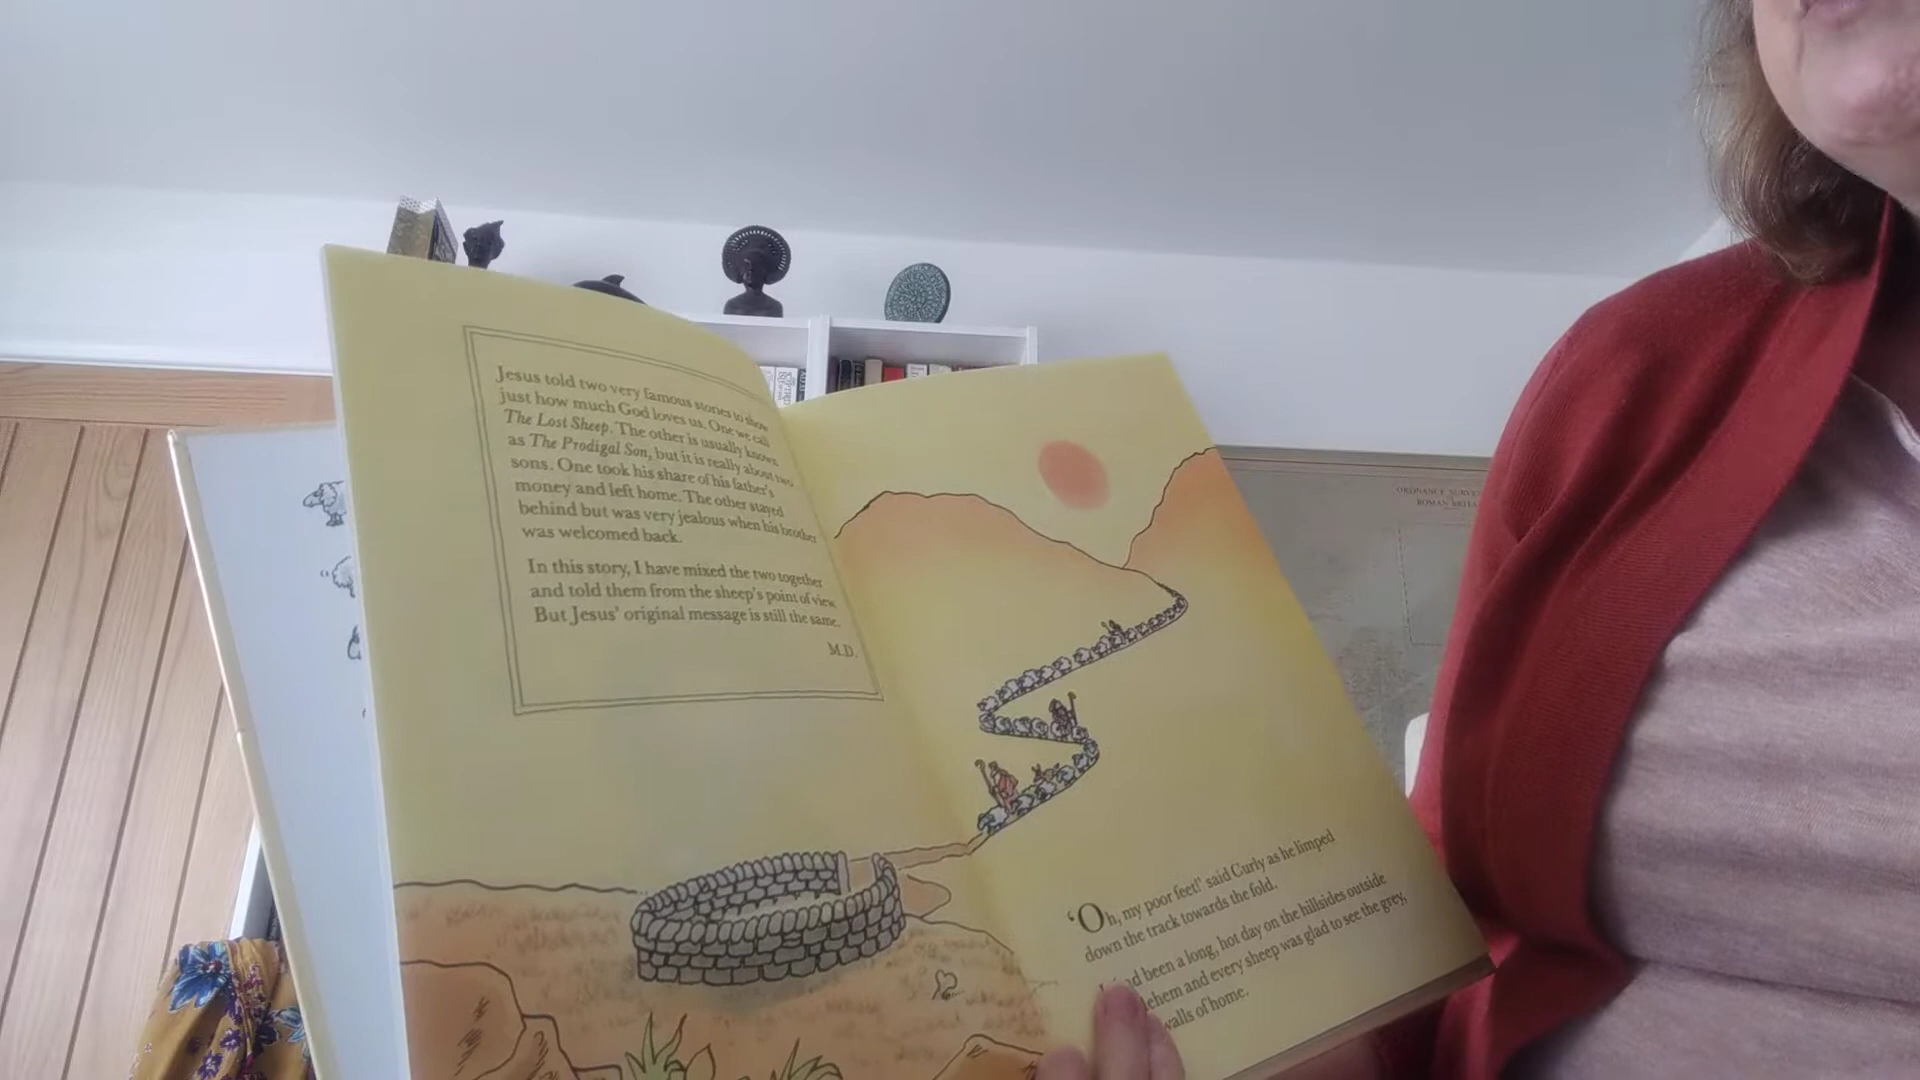 Jesus told two very famous stories to show
just how much God loves us. One we call
The Lost Sheep. The other is usually known
as The Prodigal Son, but it is really about two
sons. One took his share of his father's
money and left home. The other stayed
behind but was very jealous when his brother
was welcomed back.
In this story, I have mixed the two together
and told them from the sheep's point of view.
But Jesus' original message is still the same.
M.D.
'Oh, my poor feet!' said Curly as he limped
down the track towards the fold.
been a long, hot day on the hillsides outside
and every sheep was glad to see the grey,
walls of home.
ORDNANCE SURVEY
ROMAN